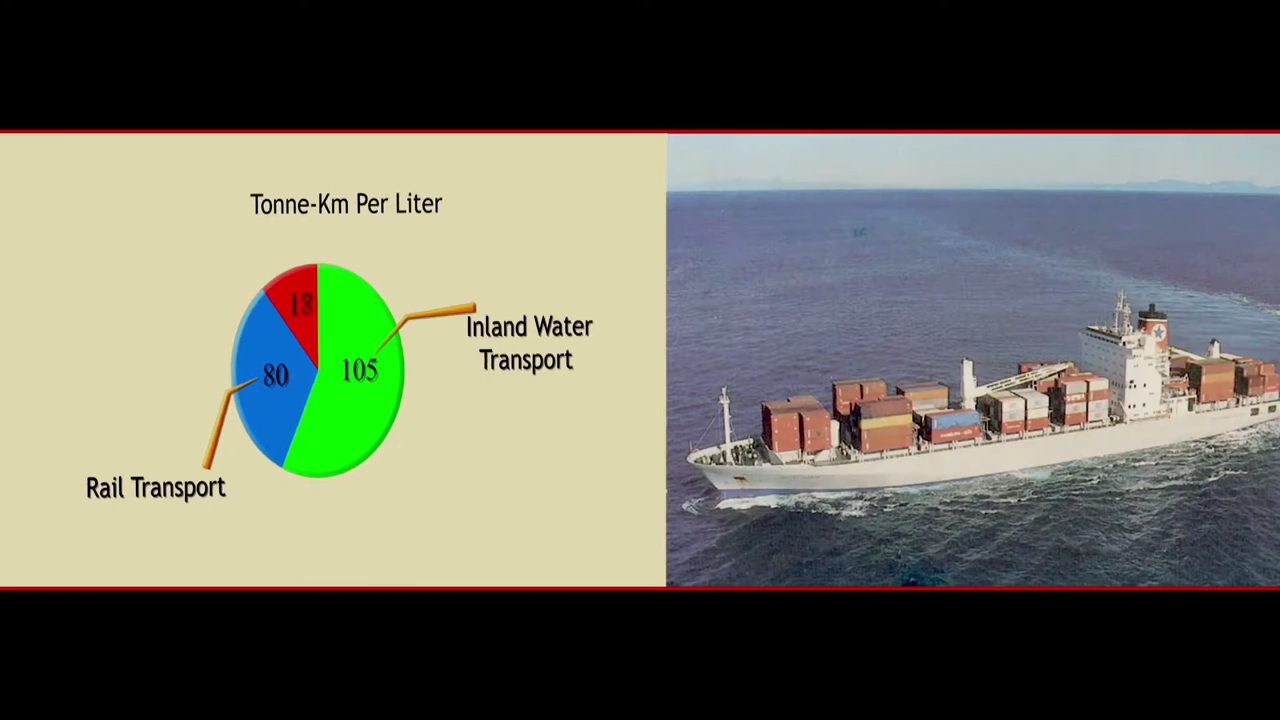 Tonne-Km Per Liter
18
105
80
Inland Water
Transport
Rail Transport